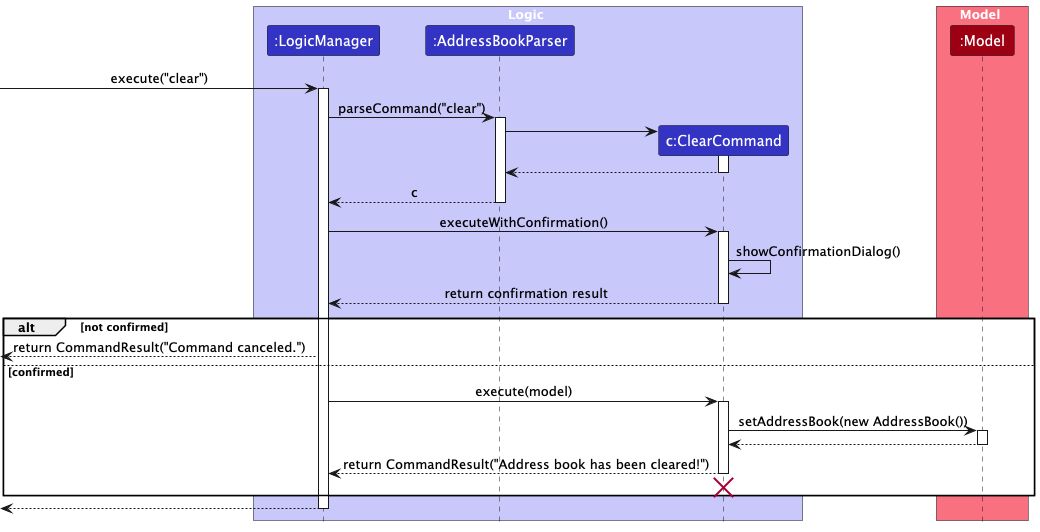 Logic
Model
:LogicManager
:AddressBookParser
:Model
execute("clear")
parseCommand("clear")
c:ClearCommand
c
executeWithConfirmation()
showConfirmationDialog()
return confirmation result
alt
[not confirmed]
return CommandResult("Command canceled.")
[confirmed]
execute(model)
setAddressBook(new AddressBook())
return CommandResult("Address book has been cleared!")